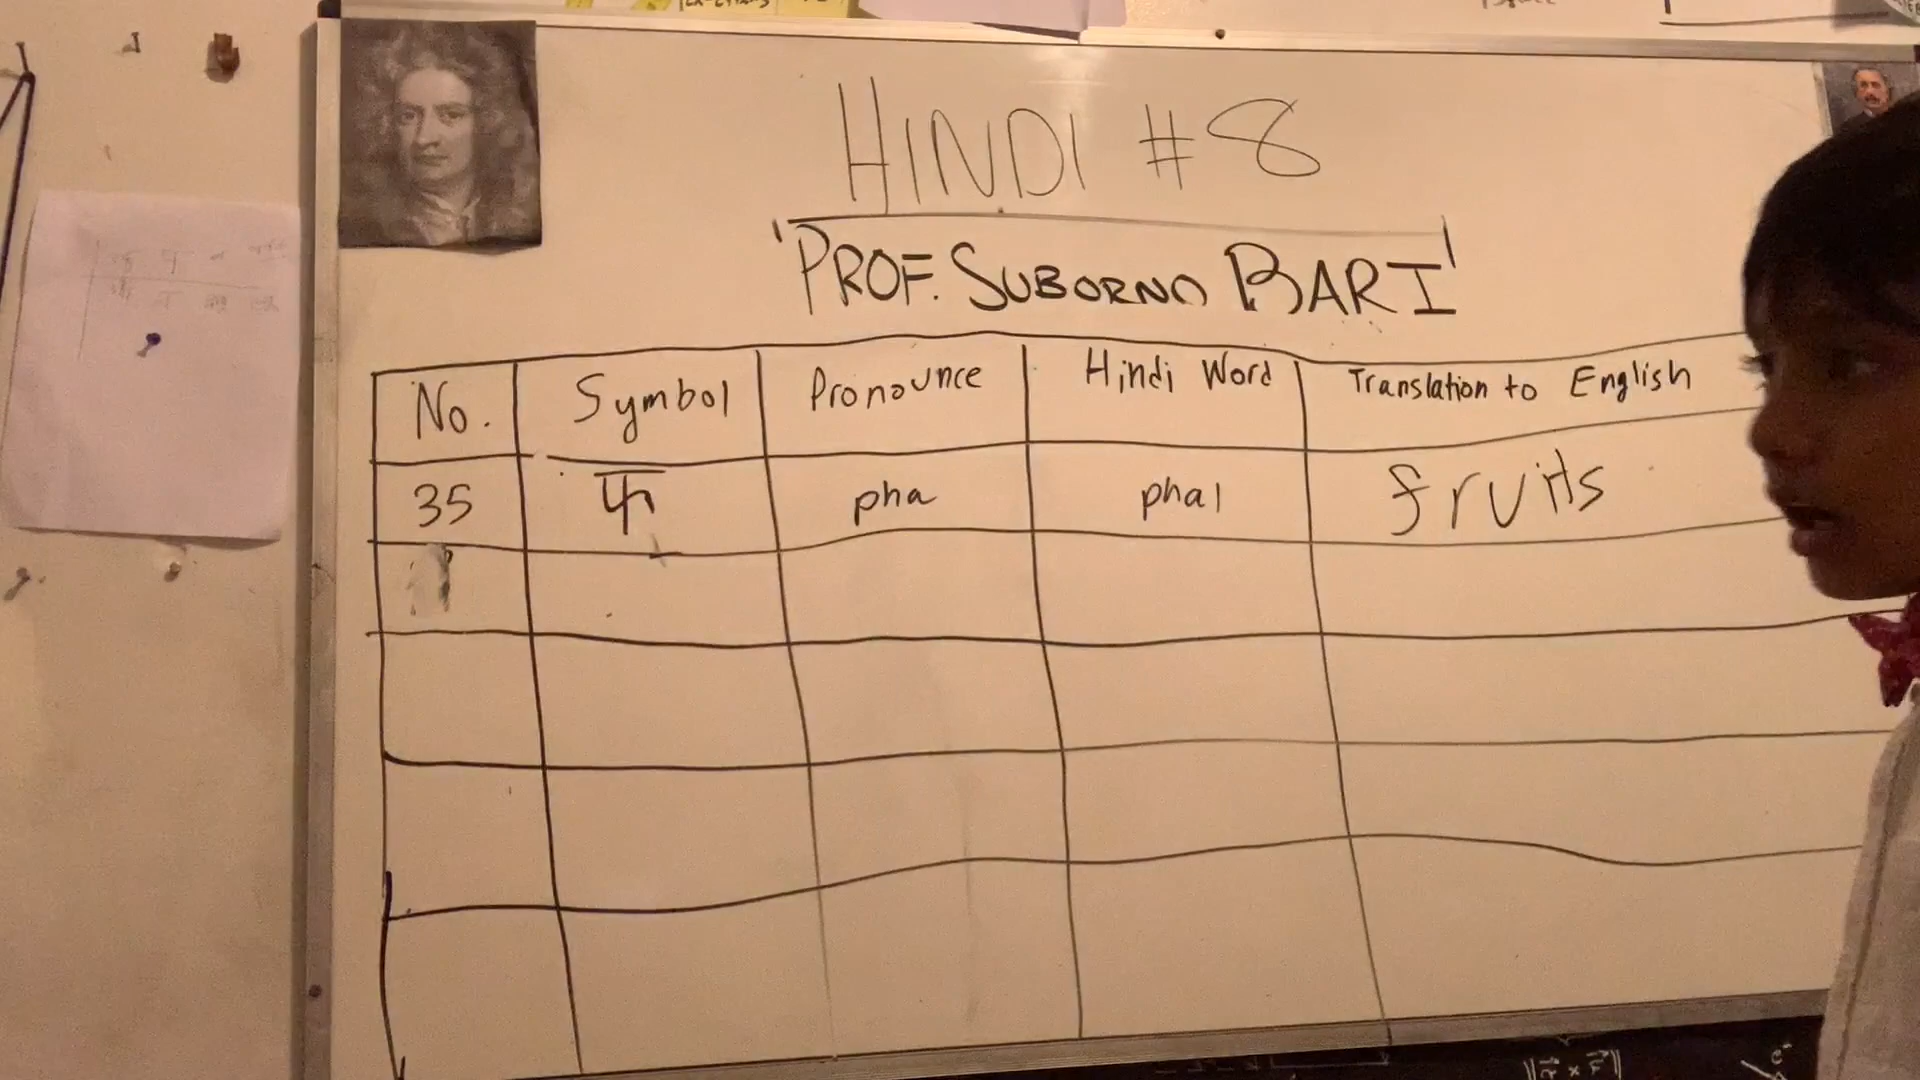 HINDI #8
'PROF. SUBORNO BARI'
No. Symbol Pronounce Hindi Word Translation to English
35 फ pha phal fruits